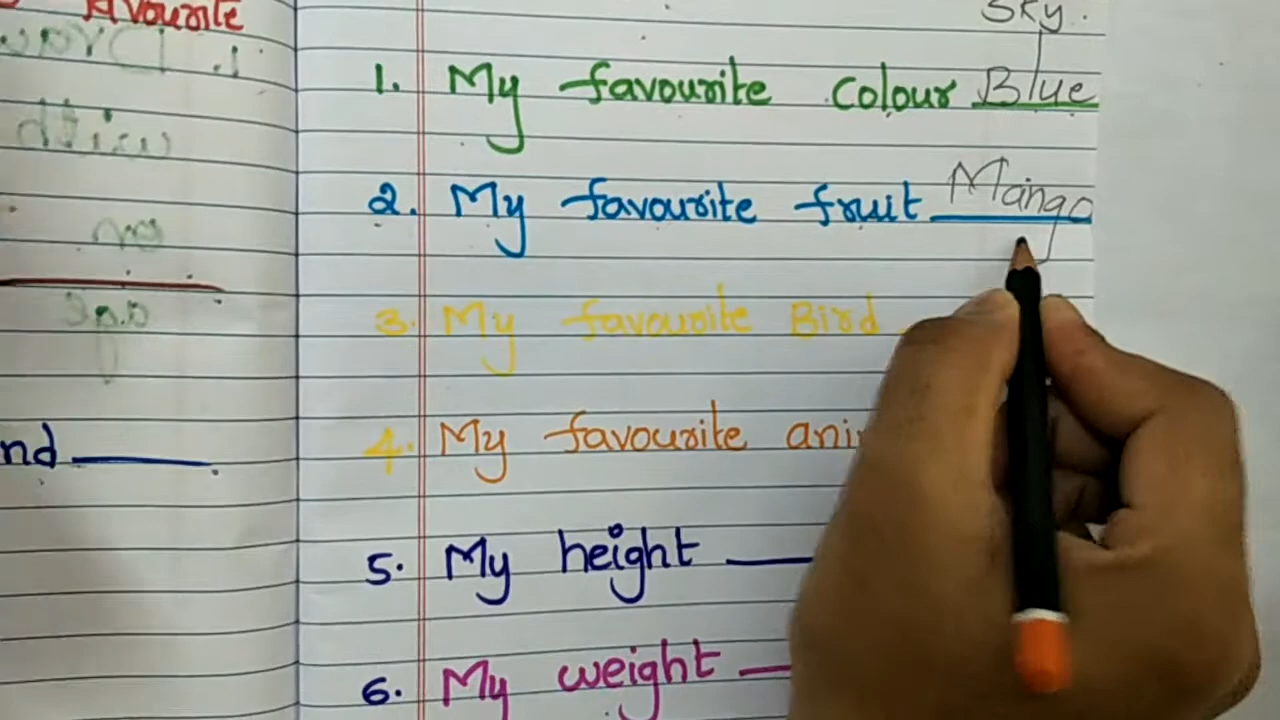 favourite
Sky.
1. My favourite colour Blue
2. My favourite fruit Mango
3. My favourite Bird
nd
4. My favourite ani
5. My height
6. My weight